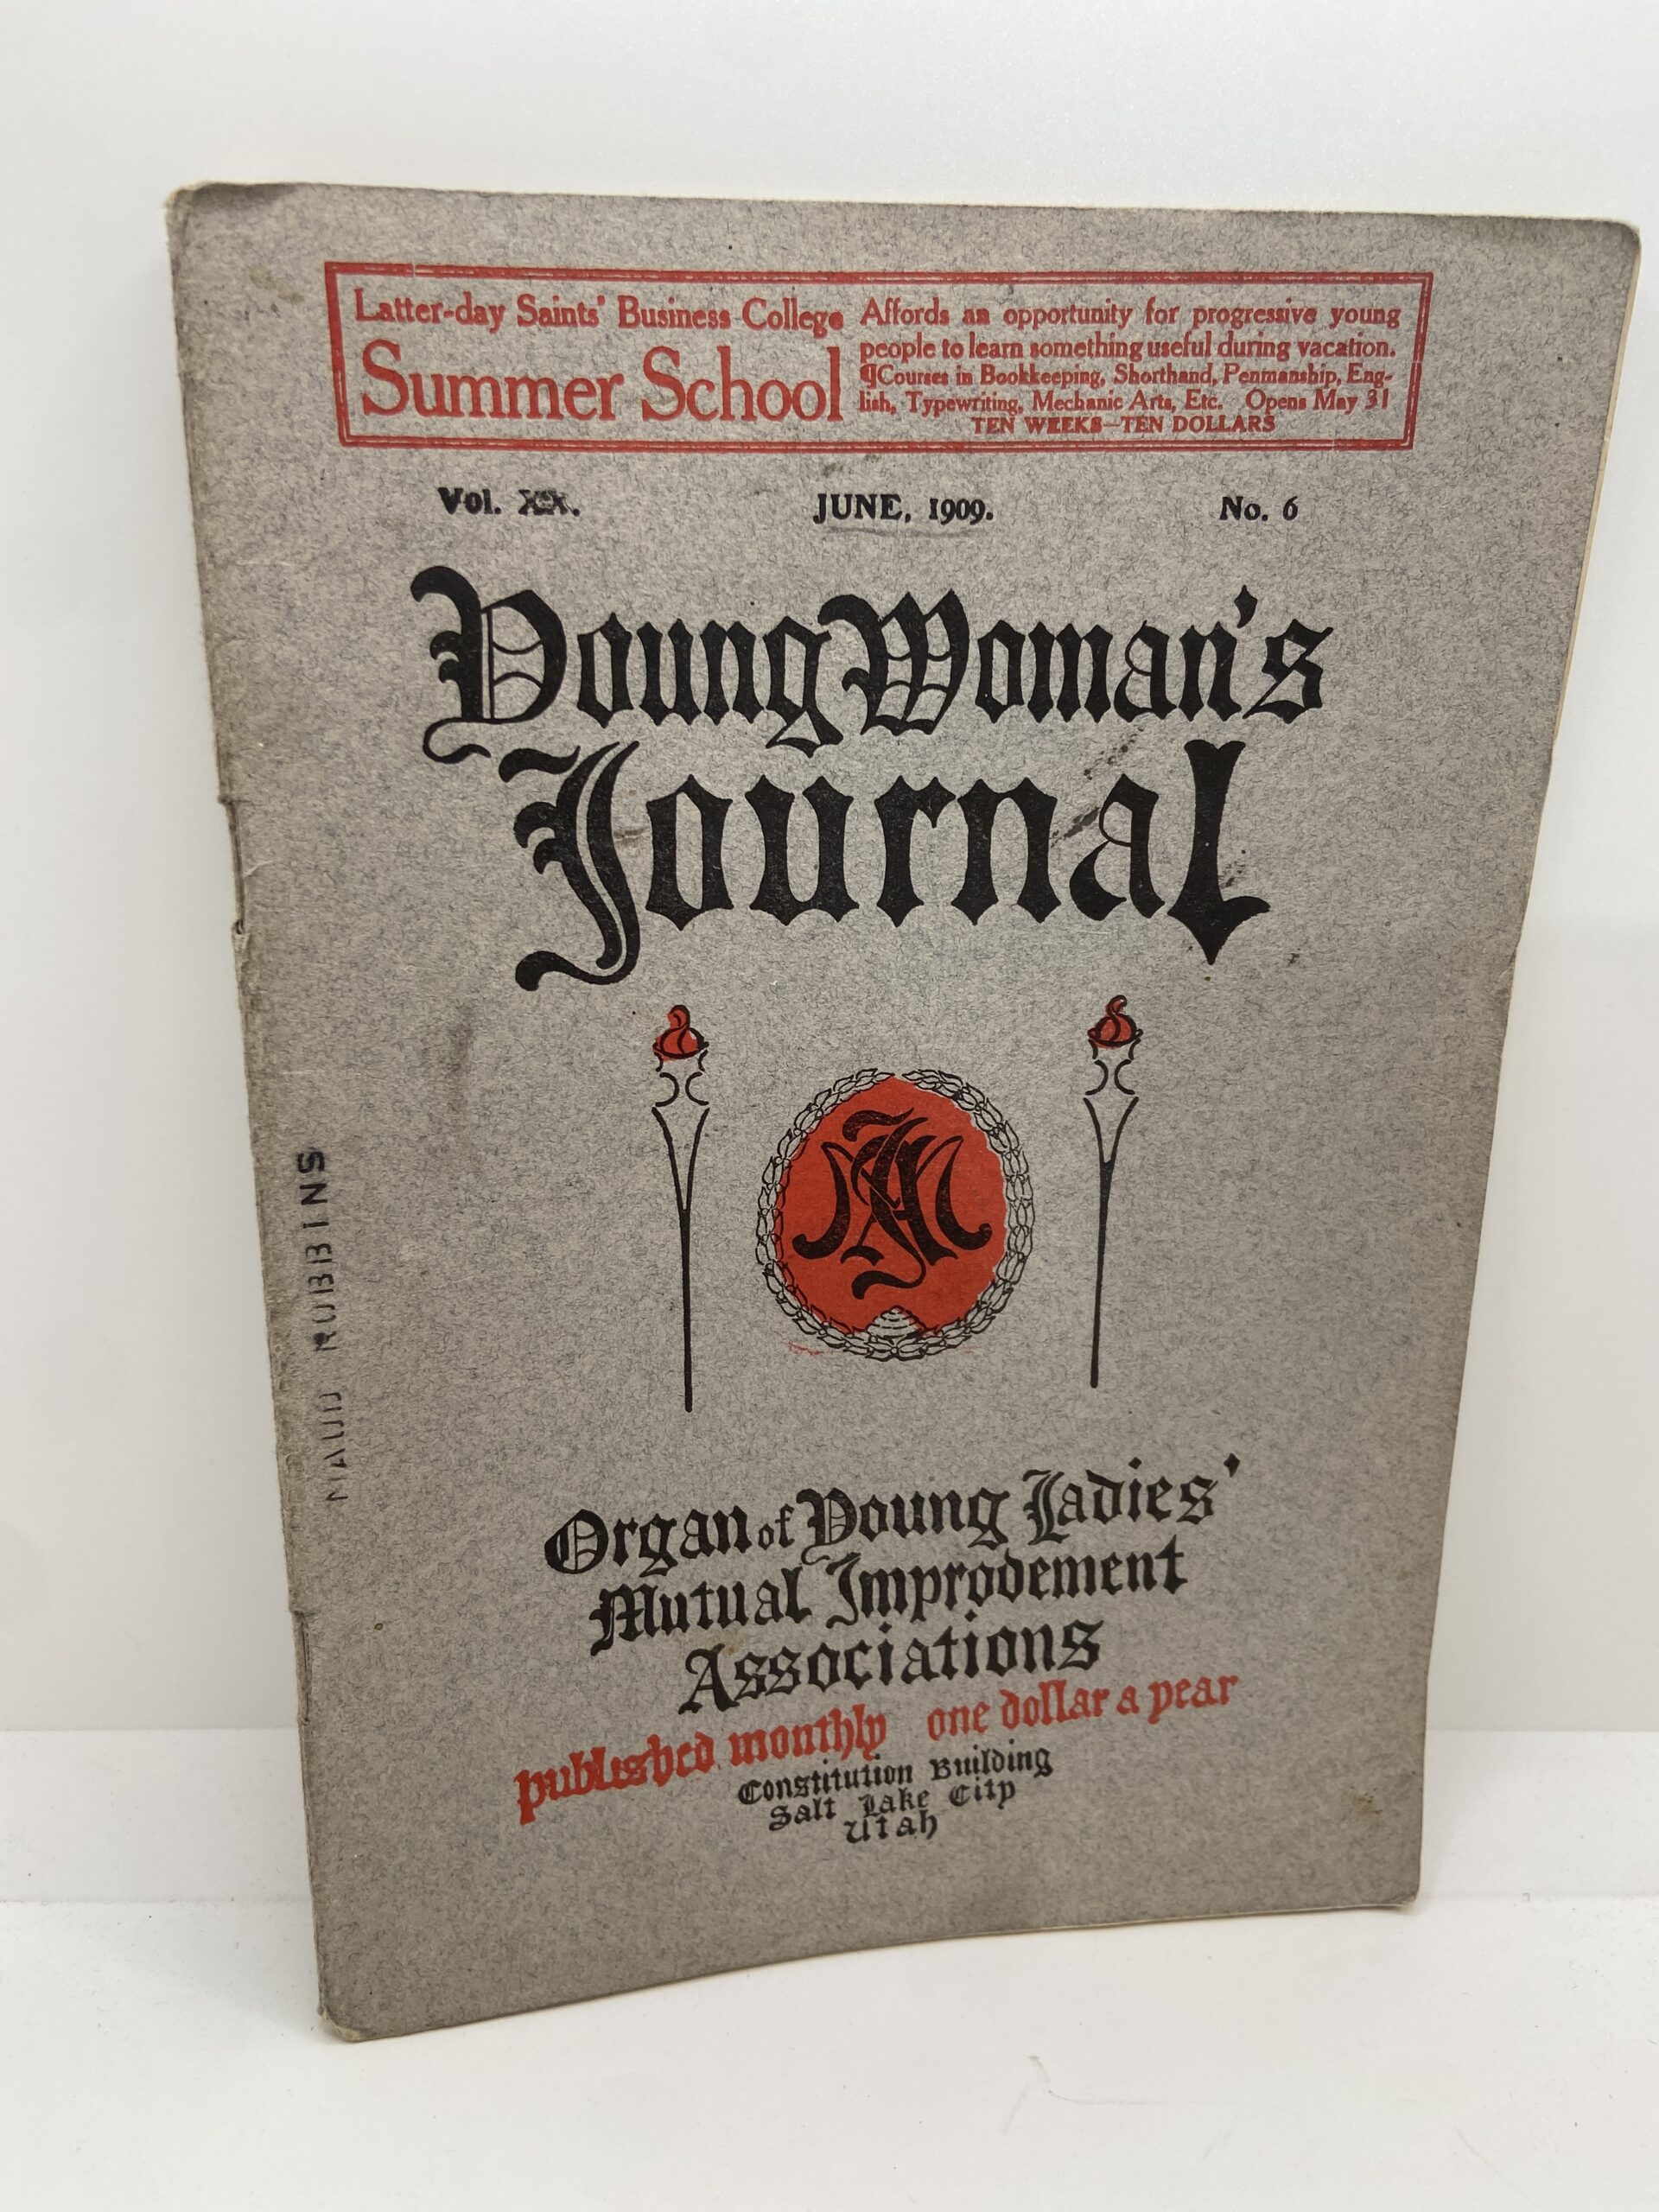 Latter-day Saints' Business College
Summer School
Affords an opportunity for progressive young
people to learn something useful during vacation.
¶Courses in Bookkeeping, Shorthand, Penmanship, Eng-
lish, Typewriting, Mechanic Arts, Etc. Opens May 31
TEN WEEKS—TEN DOLLARS
Vol. XX. JUNE, 1909. No. 6
Young Woman's
Journal
MAUD RUBBINS
Organ of Young Ladies'
Mutual Improvement
Associations
published monthly one dollar a year
Constitution Building
Salt Lake City
Utah